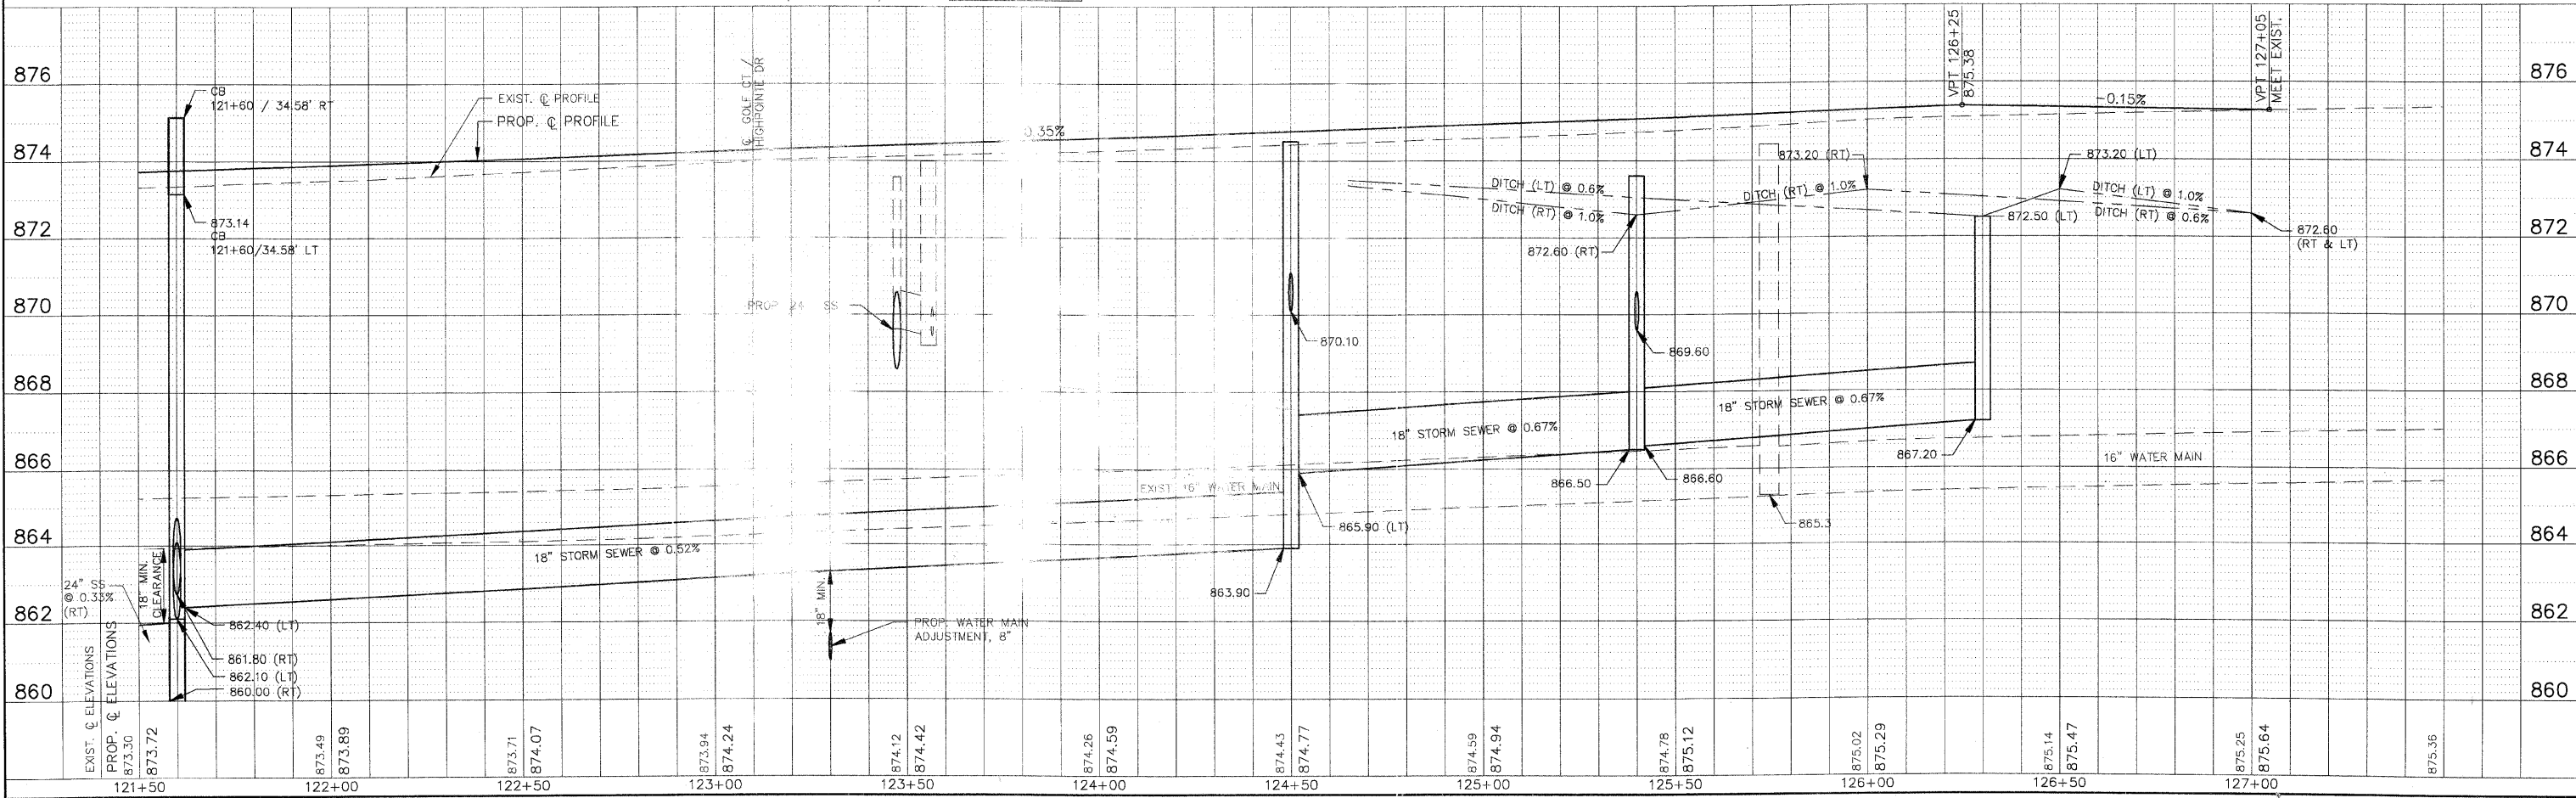 876
874
872
870
868
866
864
862
860
CB
121+60 / 34.58' RT
EXIST. ℄ PROFILE
PROP. ℄ PROFILE
873.14
CB
121+60/34.58' LT
℄ GOLF CT /
HIGHPOINTE DR
0.35%
VPT 126+25
875.38
-0.15%
VPT 127+05
MEET EXIST.
DITCH (LT) @ 0.6%
DITCH (RT) @ 1.0%
873.20 (RT)
DITCH (RT) @ 1.0%
873.20 (LT)
DITCH (LT) @ 1.0%
DITCH (RT) @ 0.6%
872.50 (LT)
872.60
(RT & LT)
872.60 (RT)
PROP 24 SS
870.10
869.60
18" STORM SEWER @ 0.67%
18" STORM SEWER @ 0.67%
16" WATER MAIN
867.20
866.60
866.50
EXIST. 16" WATER MAIN
865.90 (LT)
865.3
18" STORM SEWER @ 0.52%
863.90
18" MIN.
CLEARANCE
24" SS
@ 0.33%
(RT)
862.40 (LT)
861.80 (RT)
862.10 (LT)
860.00 (RT)
18" MIN.
PROP. WATER MAIN
ADJUSTMENT, 8"
876
874
872
870
868
866
864
862
860
EXIST. ℄ ELEVATIONS
PROP. ℄ ELEVATIONS
873.30
873.72
873.49
873.89
873.71
874.07
873.94
874.24
874.12
874.42
874.26
874.59
874.43
874.77
874.59
874.94
874.78
875.12
875.02
875.29
875.14
875.47
875.25
875.64
875.36
121+50
122+00
122+50
123+00
123+50
124+00
124+50
125+00
125+50
126+00
126+50
127+00